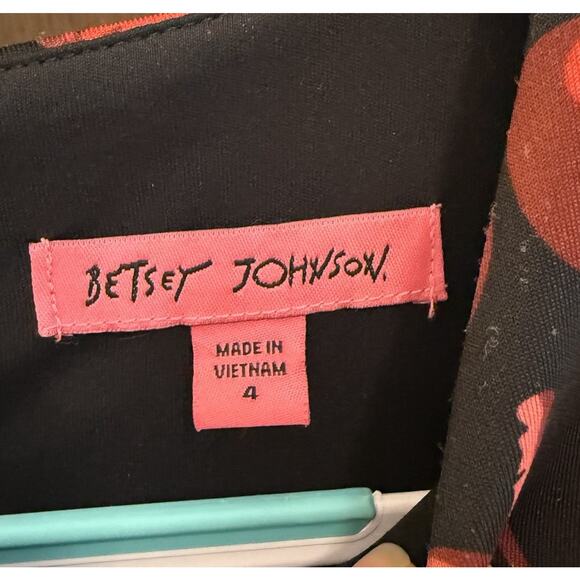 BETSEY JOHNSON.
MADE IN
VIETNAM
4